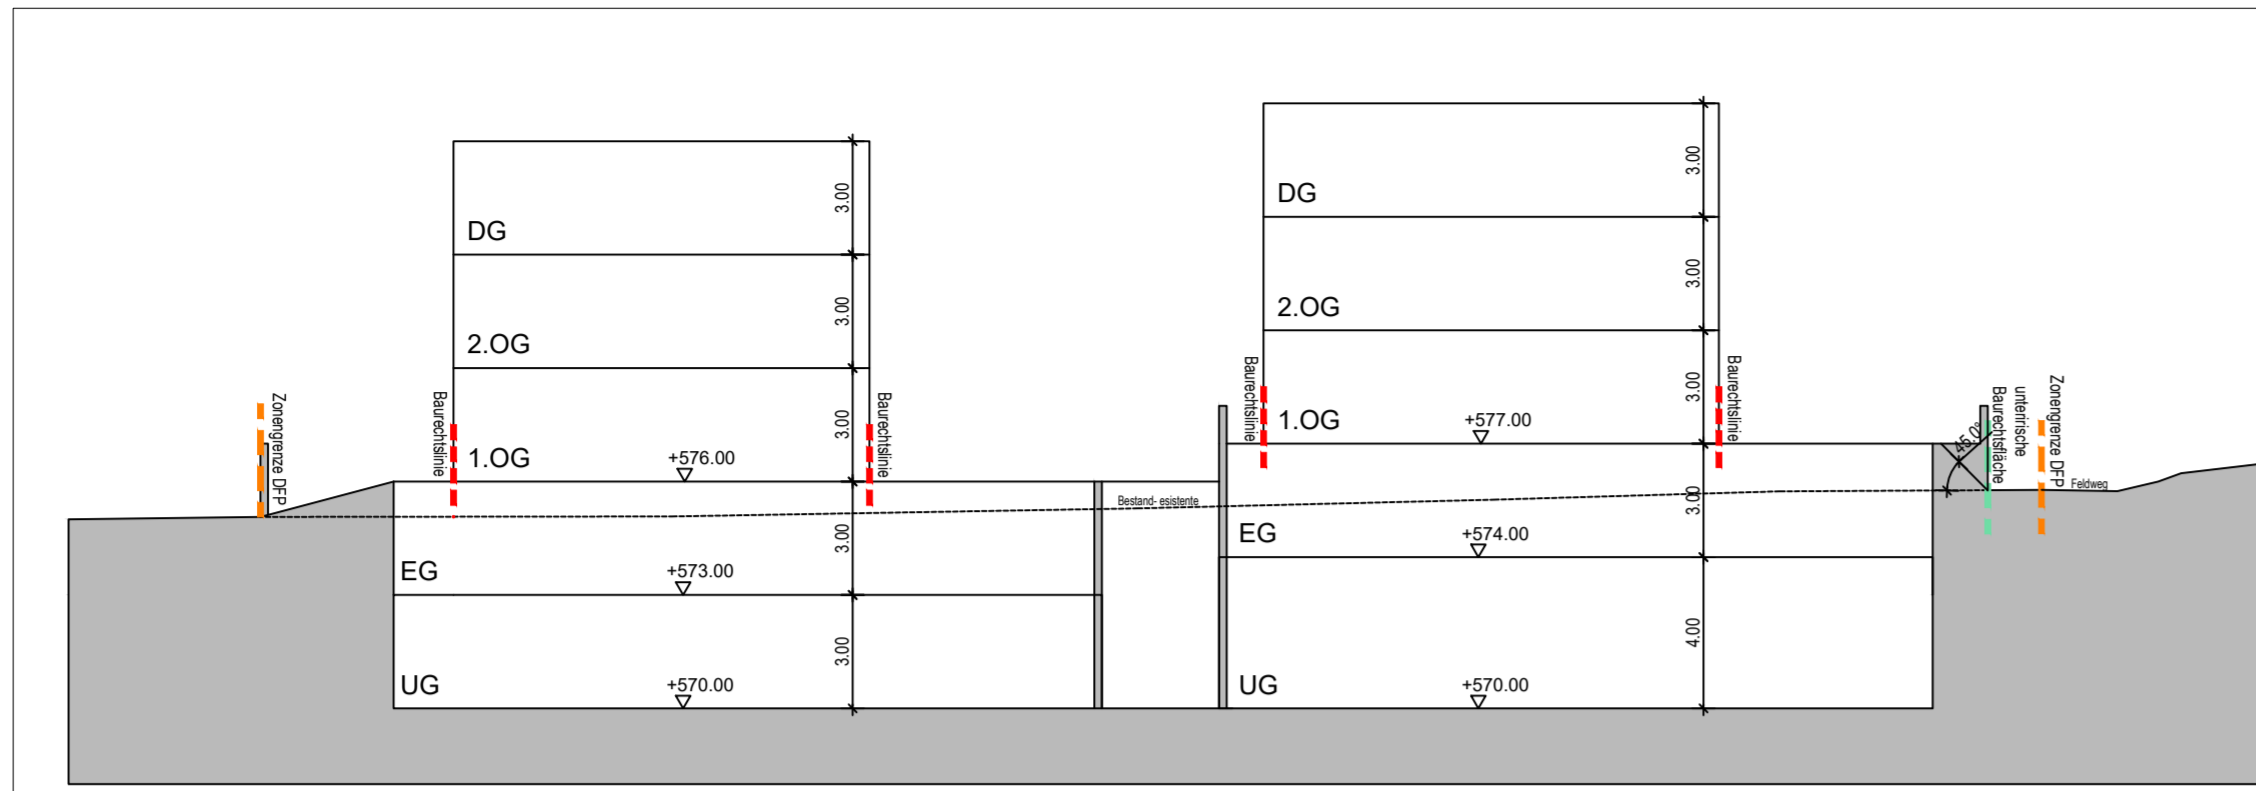 DG
2.OG
1.OG
+576.00
EG
+573.00
UG
+570.00
3.00
3.00
3.00
3.00
3.00
Zonengrenze DFP
Baurechtslinie
Baurechtslinie
Bestand- esistente
DG
2.OG
1.OG
+577.00
EG
+574.00
UG
+570.00
3.00
3.00
3.00
3.00
4.00
Baurechtslinie
Baurechtslinie
45.0°
unterirische
Baurechtsfläche
Zonengrenze DFP
Feldweg